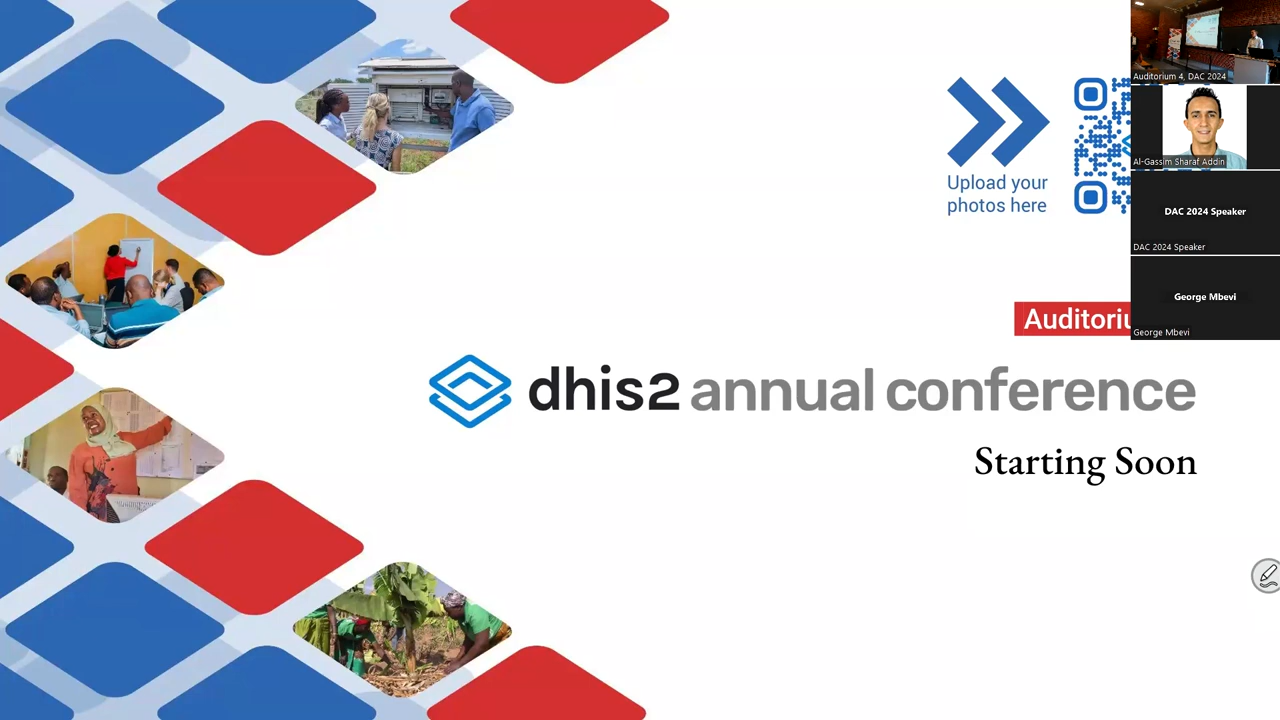 Upload your
photos here
Auditoriu
dhis2 annual conference
Starting Soon
Auditorium 4, DAC 2024
Al-Gassim Sharaf Addin
DAC 2024 Speaker
DAC 2024 Speaker
George Mbevi
George Mbevi